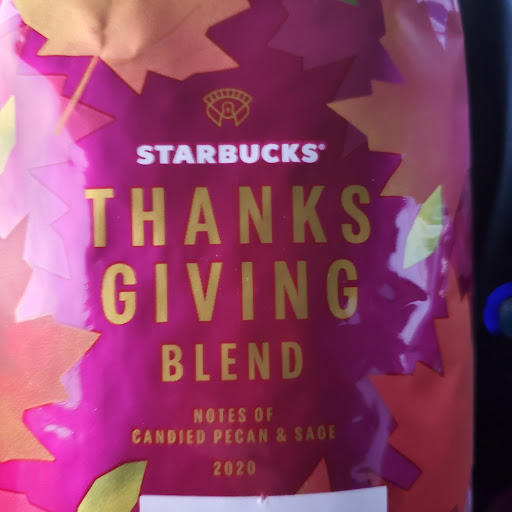 STARBUCKS®
THANKS
GIVING
BLEND
NOTES OF
CANDIED PECAN & SAGE
2020